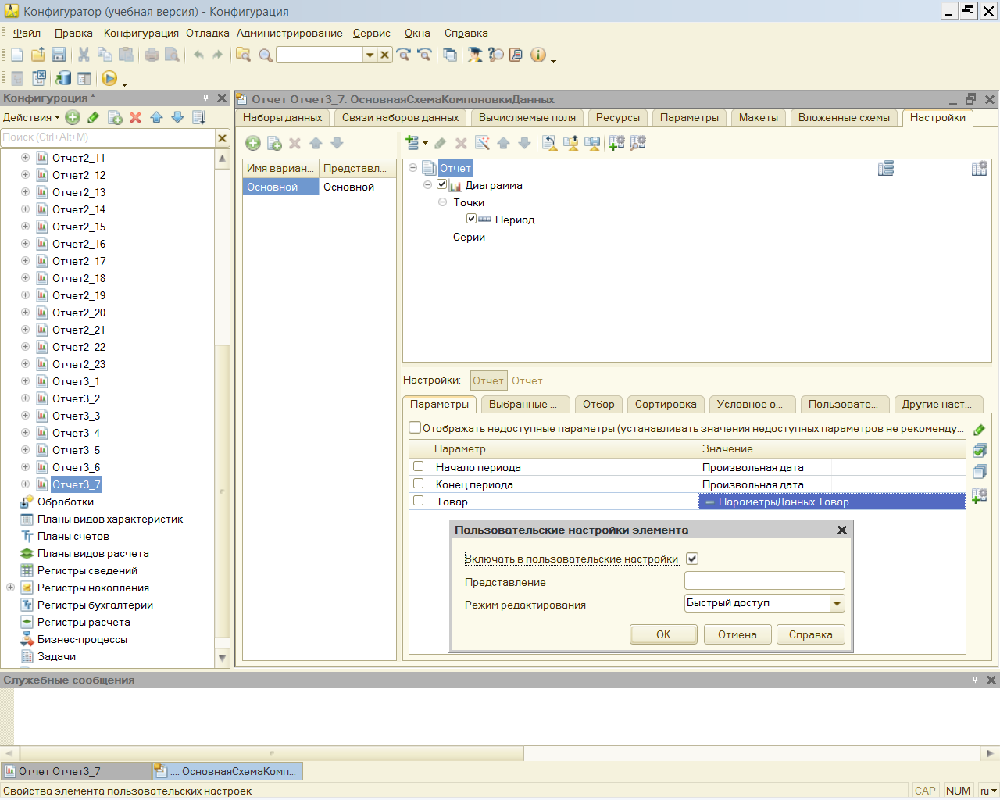 Конфигуратор (учебная версия) - Конфигурация
Файл Правка Конфигурация Отладка Администрирование Сервис Окна Справка
Конфигурация *
Действия
Поиск (Ctrl+Alt+M)
Отчет2_11
Отчет2_12
Отчет2_13
Отчет2_14
Отчет2_15
Отчет2_16
Отчет2_17
Отчет2_18
Отчет2_19
Отчет2_20
Отчет2_21
Отчет2_22
Отчет2_23
Отчет3_1
Отчет3_2
Отчет3_3
Отчет3_4
Отчет3_5
Отчет3_6
Отчет3_7
Обработки
Планы видов характеристик
Планы счетов
Планы видов расчета
Регистры сведений
Регистры накопления
Регистры бухгалтерии
Регистры расчета
Бизнес-процессы
Задачи
Отчет Отчет3_7: ОсновнаяСхемаКомпоновкиДанных
Наборы данных Связи наборов данных Вычисляемые поля Ресурсы Параметры Макеты Вложенные схемы Настройки
Имя вариан... Представл...
Основной Основной
Отчет
Диаграмма
Точки
Период
Серии
Настройки: Отчет Отчет
Параметры Выбранные ... Отбор Сортировка Условное о... Пользовате... Другие наст...
Отображать недоступные параметры (устанавливать значения недоступных параметров не рекоменду...
Параметр Значение
Начало периода Произвольная дата
Конец периода Произвольная дата
Товар ПараметрыДанных.Товар
Пользовательские настройки элемента
Включать в пользовательские настройки
Представление
Режим редактирования Быстрый доступ
OK Отмена Справка
Служебные сообщения
Отчет Отчет3_7 ...: ОсновнаяСхемаКомп...
Свойства элемента пользовательских настроек CAP NUM ru